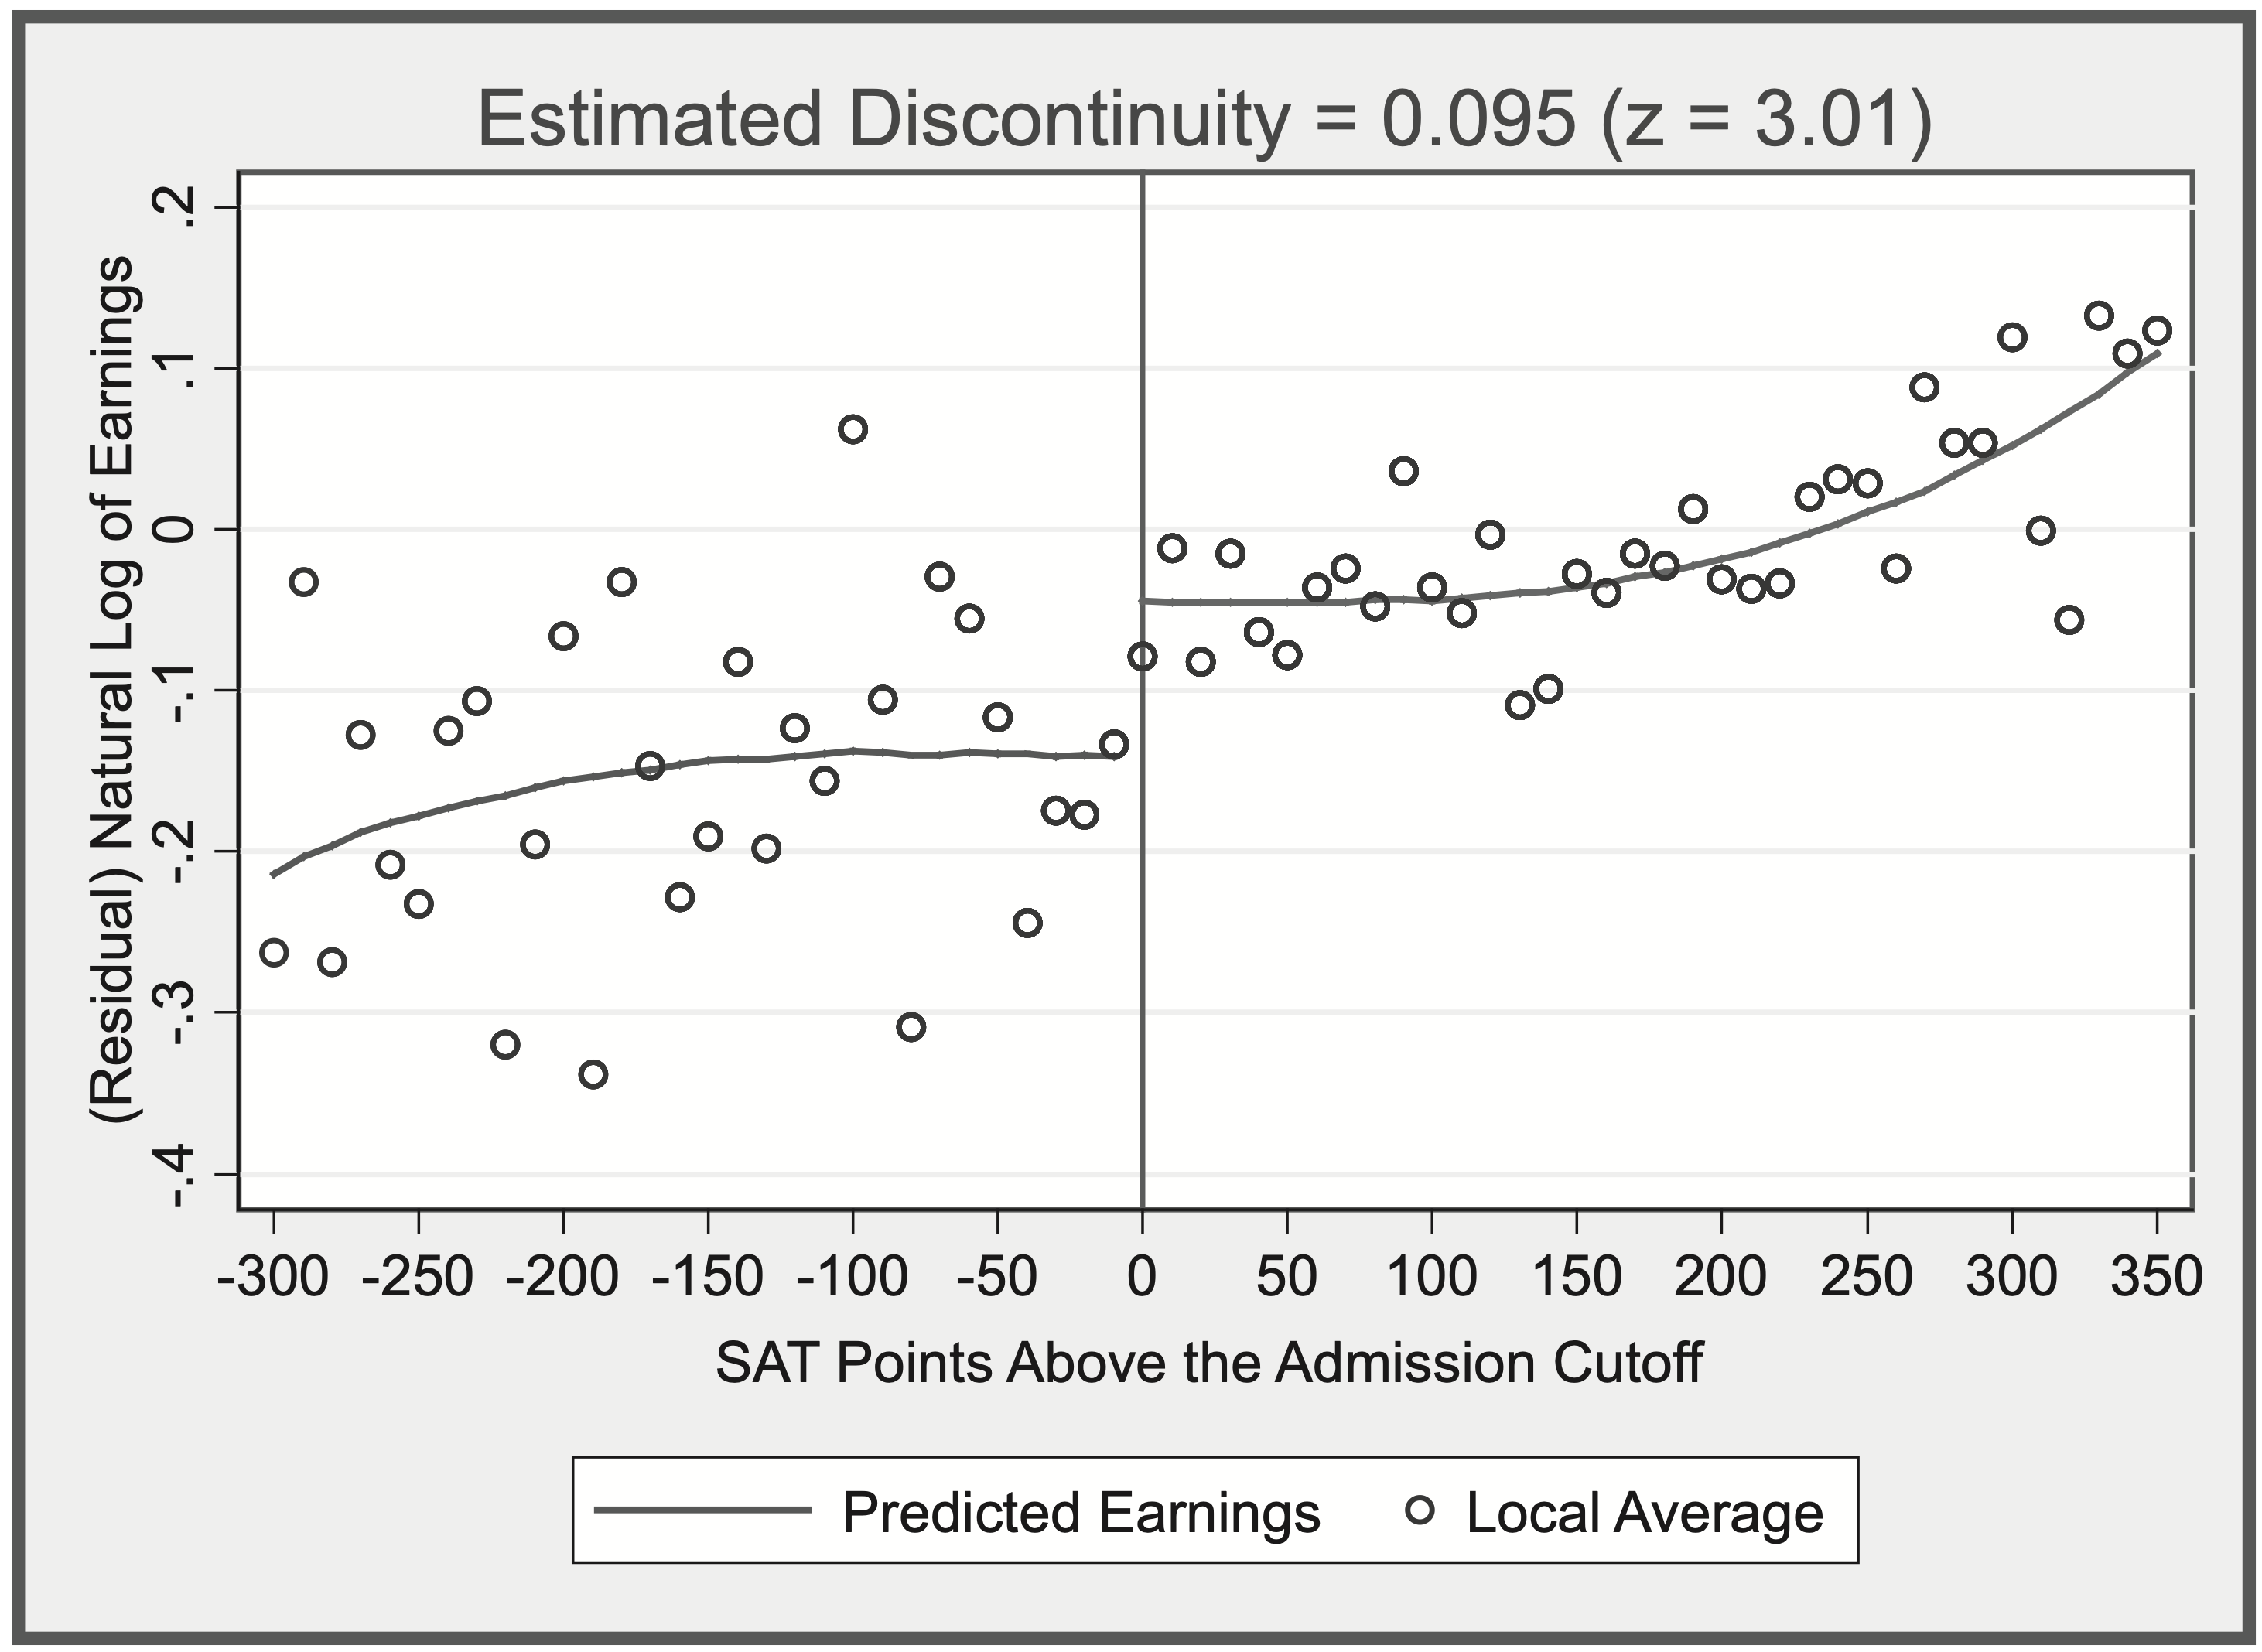 Estimated Discontinuity = 0.095 (z = 3.01)
(Residual) Natural Log of Earnings
.2
.1
0
-.1
-.2
-.3
-.4
-300 -250 -200 -150 -100 -50 0 50 100 150 200 250 300 350
SAT Points Above the Admission Cutoff
Predicted Earnings Local Average